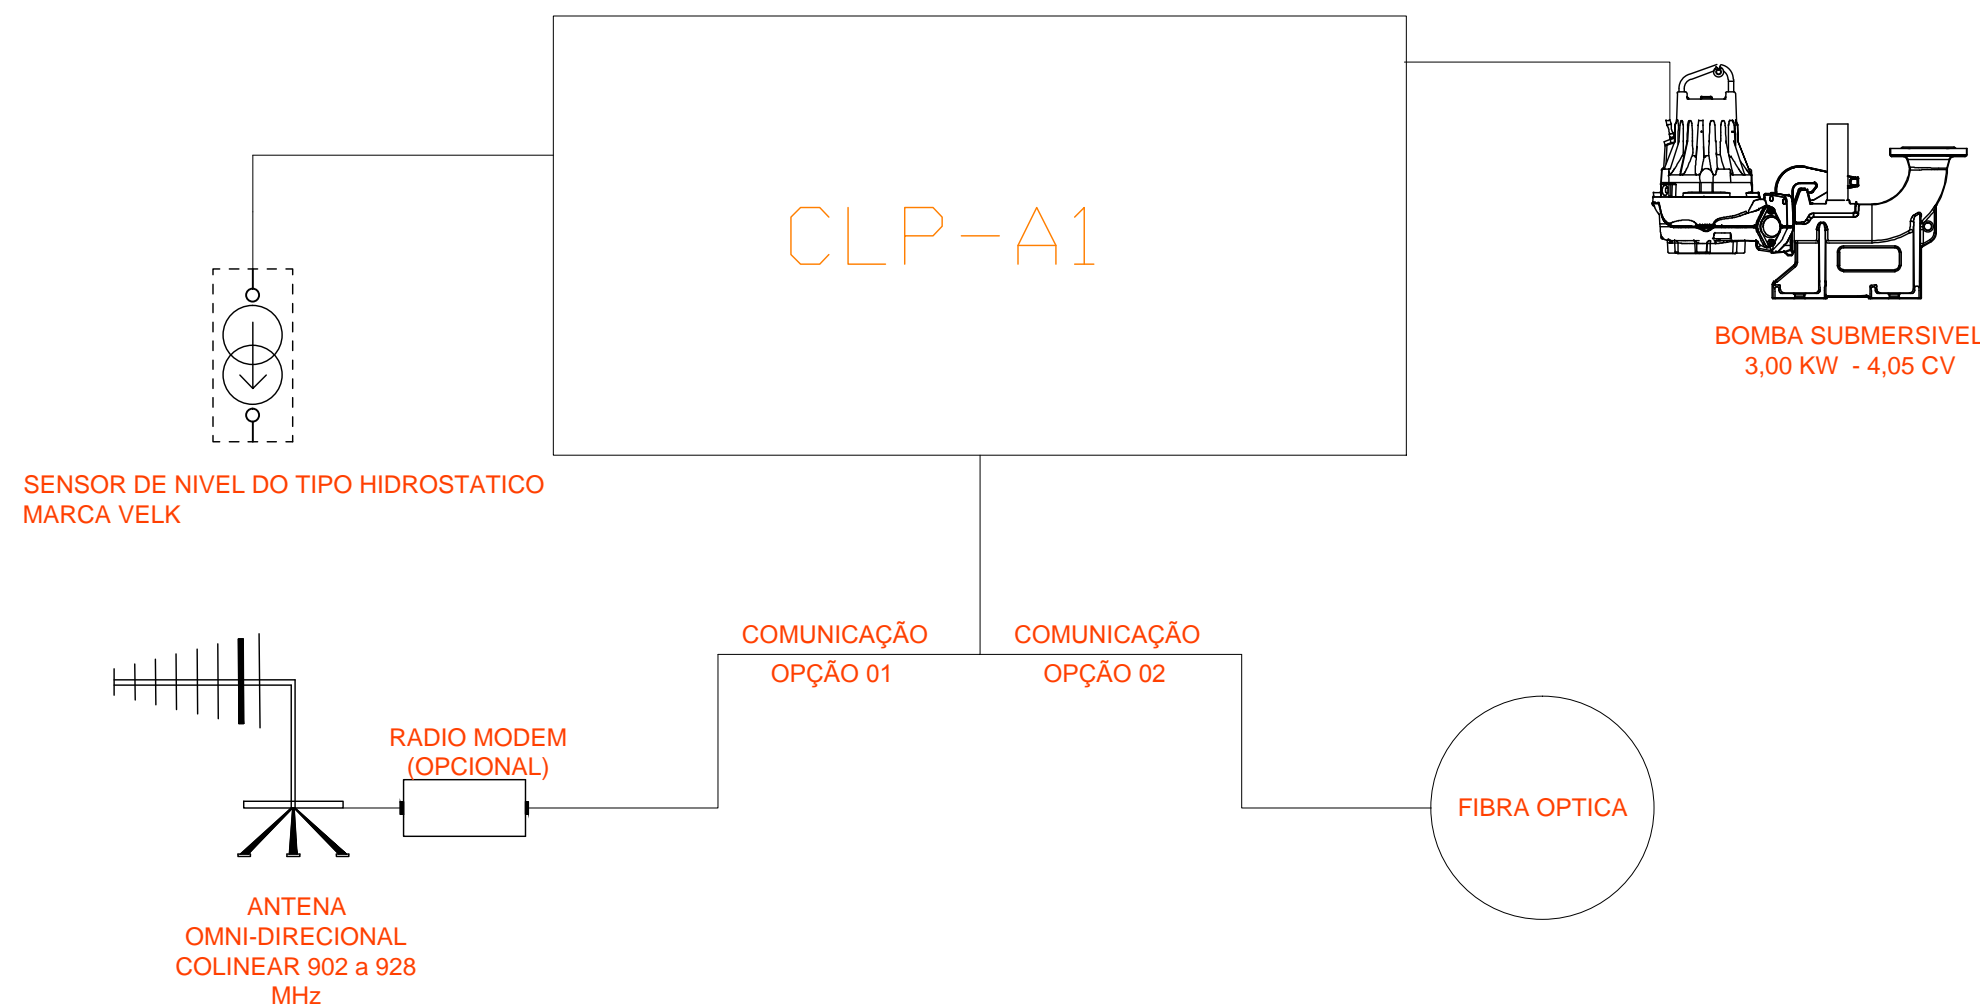 CLP-A1
BOMBA SUBMERSIVEL
3,00 KW - 4,05 CV
SENSOR DE NIVEL DO TIPO HIDROSTATICO
MARCA VELK
COMUNICAÇÃO
OPÇÃO 01
COMUNICAÇÃO
OPÇÃO 02
RADIO MODEM
(OPCIONAL)
FIBRA OPTICA
ANTENA
OMNI-DIRECIONAL
COLINEAR 902 a 928
MHz